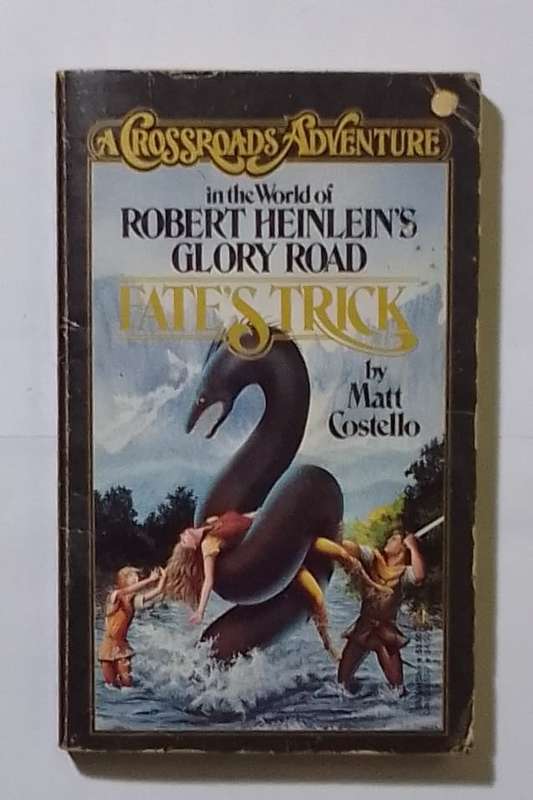 A CROSSROADS ADVENTURE
in the World of
ROBERT HEINLEIN'S
GLORY ROAD
FATE'S TRICK
by
Matt
Costello